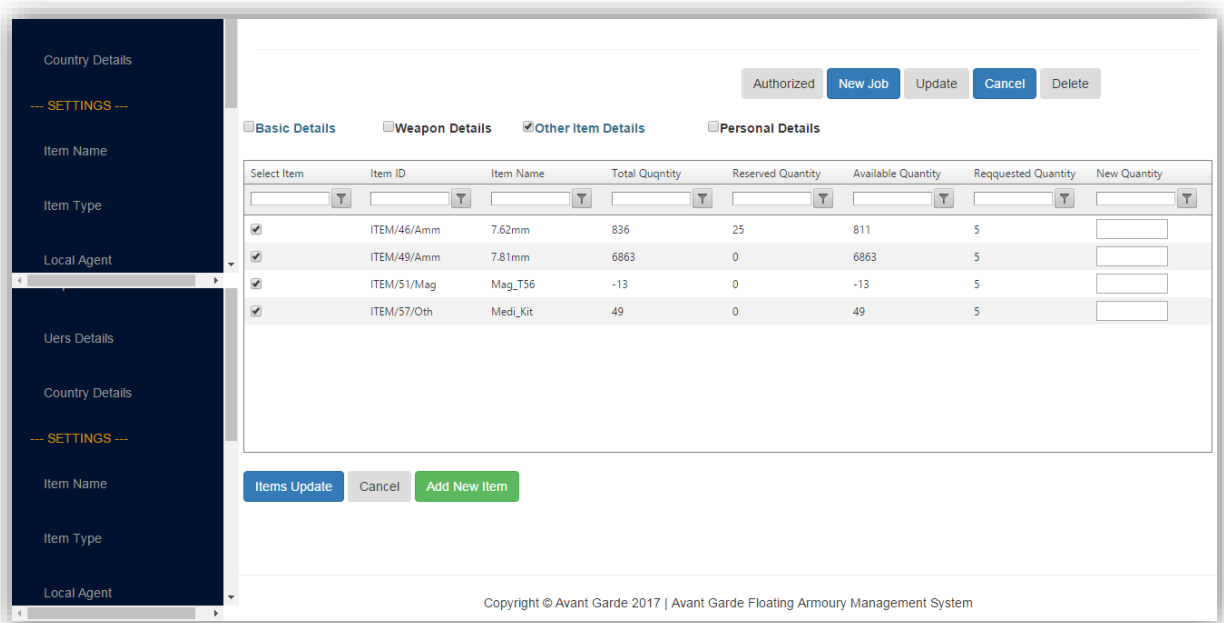 Country Details
--- SETTINGS ---
Item Name
Item Type
Local Agent
Uers Details
Country Details
--- SETTINGS ---
Item Name
Item Type
Local Agent
Authorized New Job Update Cancel Delete
Basic Details Weapon Details Other Item Details Personal Details
Select Item Item ID Item Name Total Quqntity Reserved Quantity Available Quantity Reqquested Quantity New Quantity
ITEM/46/Amm 7.62mm 836 25 811 5
ITEM/49/Amm 7.81mm 6863 0 6863 5
ITEM/51/Mag Mag_T56 -13 0 -13 5
ITEM/57/Oth Medi_Kit 49 0 49 5
Items Update Cancel Add New Item
Copyright © Avant Garde 2017 | Avant Garde Floating Armoury Management System